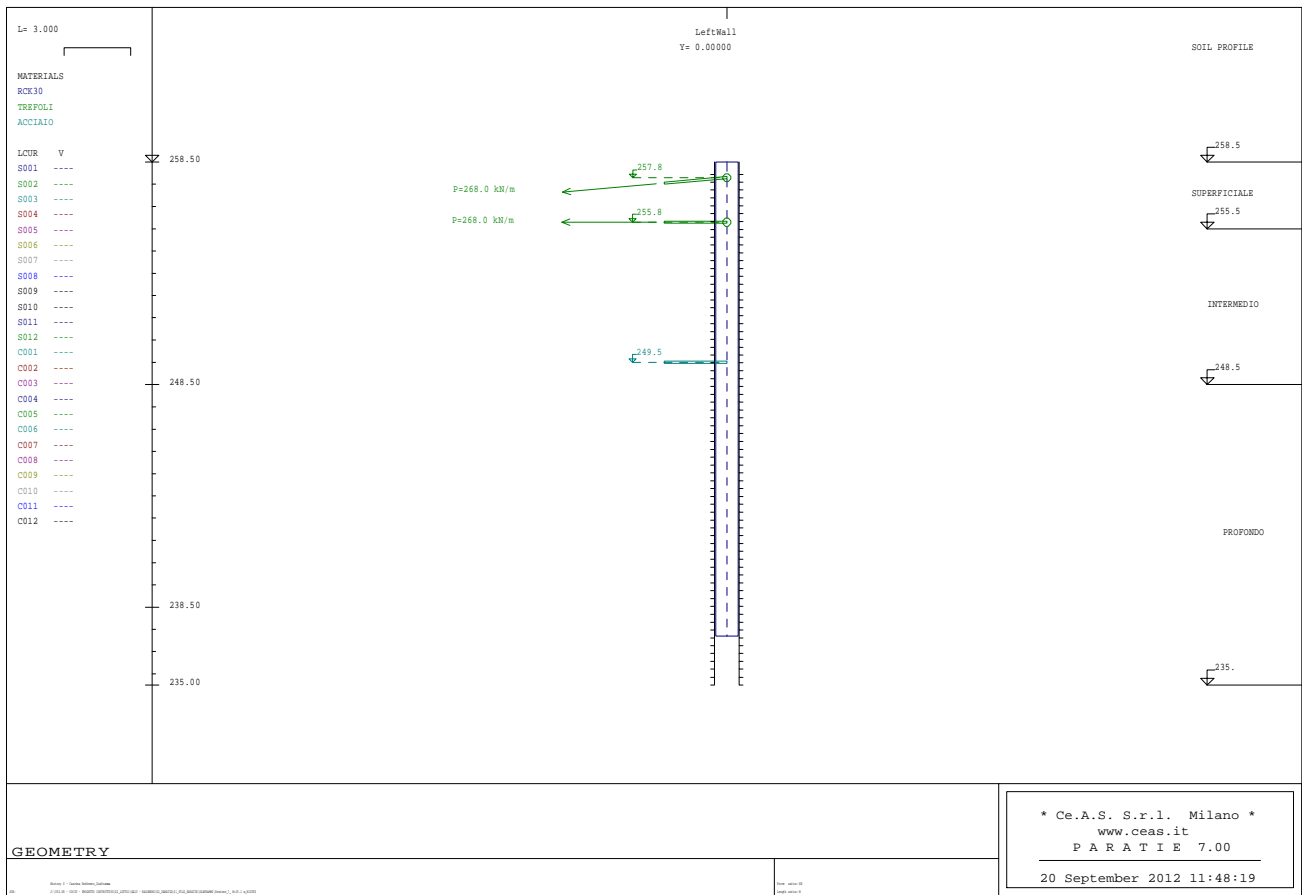 L= 3.000
MATERIALS
RCK30
TREFOLI
ACCIAIO
LCUR V
S001 ----
S002 ----
S003 ----
S004 ----
S005 ----
S006 ----
S007 ----
S008 ----
S009 ----
S010 ----
S011 ----
S012 ----
C001 ----
C002 ----
C003 ----
C004 ----
C005 ----
C006 ----
C007 ----
C008 ----
C009 ----
C010 ----
C011 ----
C012 ----
258.50
248.50
238.50
235.00
LeftWall
Y= 0.00000
257.8
P=268.0 kN/m
255.8
P=268.0 kN/m
249.5
SOIL PROFILE
258.5
SUPERFICIALE
255.5
INTERMEDIO
248.5
PROFONDO
235.
GEOMETRY
* Ce.A.S. S.r.l. Milano *
www.ceas.it
P A R A T I E 7.00
20 September 2012 11:48:19